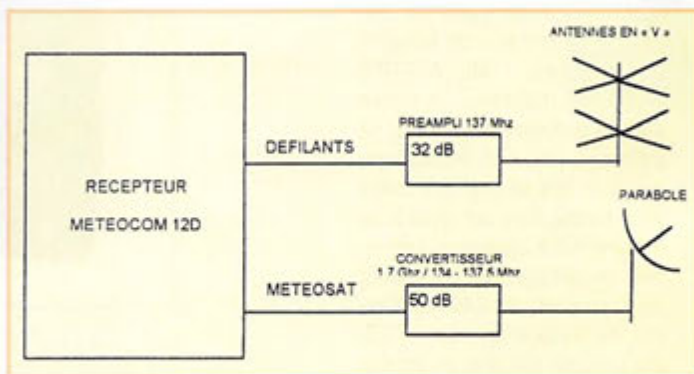 ANTENNES EN « V »
PREAMPLI 137 Mhz
32 dB
DEFILANTS
RECEPTEUR
METEOCOM 12D
PARABOLE
CONVERTISSEUR
1.7 Ghz / 134 - 137.5 Mhz
50 dB
METEOSAT